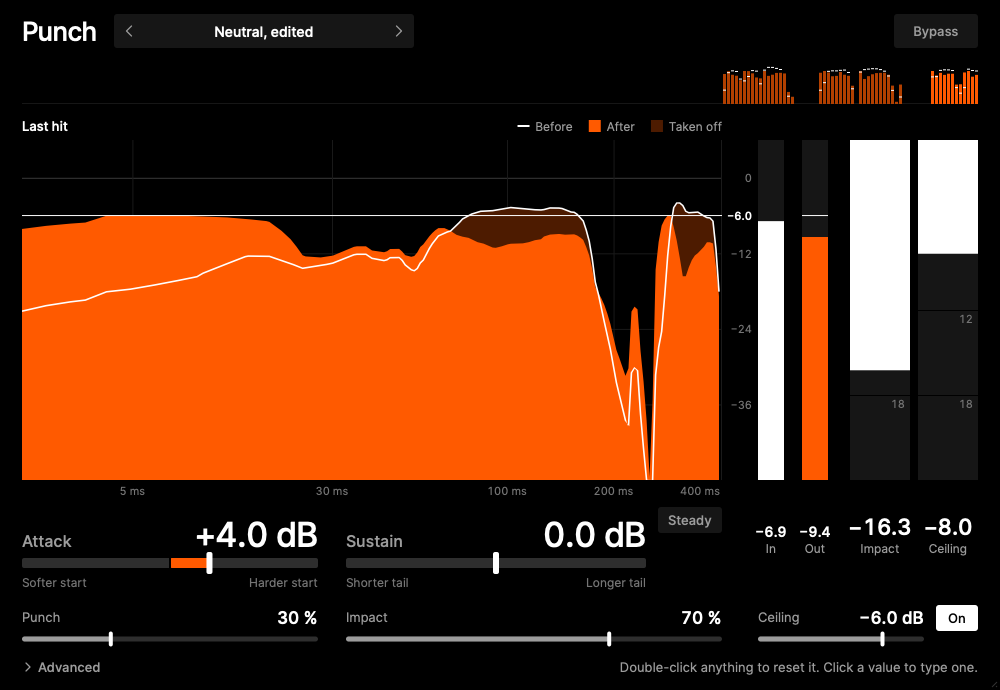 Punch
Neutral, edited
Bypass
Last hit
Before
After
Taken off
0
−6.0
−12
−24
−36
12
18
18
5 ms
30 ms
100 ms
200 ms
400 ms
Attack
+4.0 dB
Softer start
Harder start
Sustain
0.0 dB
Shorter tail
Longer tail
Steady
−6.9
In
−9.4
Out
−16.3
Impact
−8.0
Ceiling
Punch
30 %
Impact
70 %
Ceiling
−6.0 dB
On
Advanced
Double-click anything to reset it. Click a value to type one.